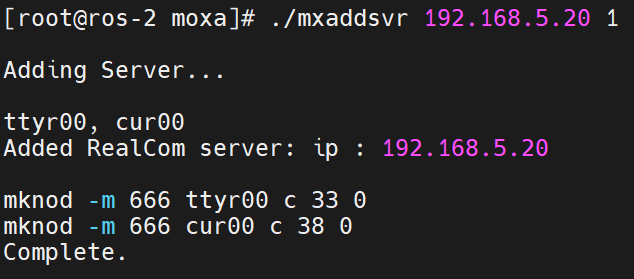 [root@ros-2 moxa]# ./mxaddsvr 192.168.5.20 1
Adding Server...
ttyr00, cur00
Added RealCom server: ip : 192.168.5.20
mknod -m 666 ttyr00 c 33 0
mknod -m 666 cur00 c 38 0
Complete.